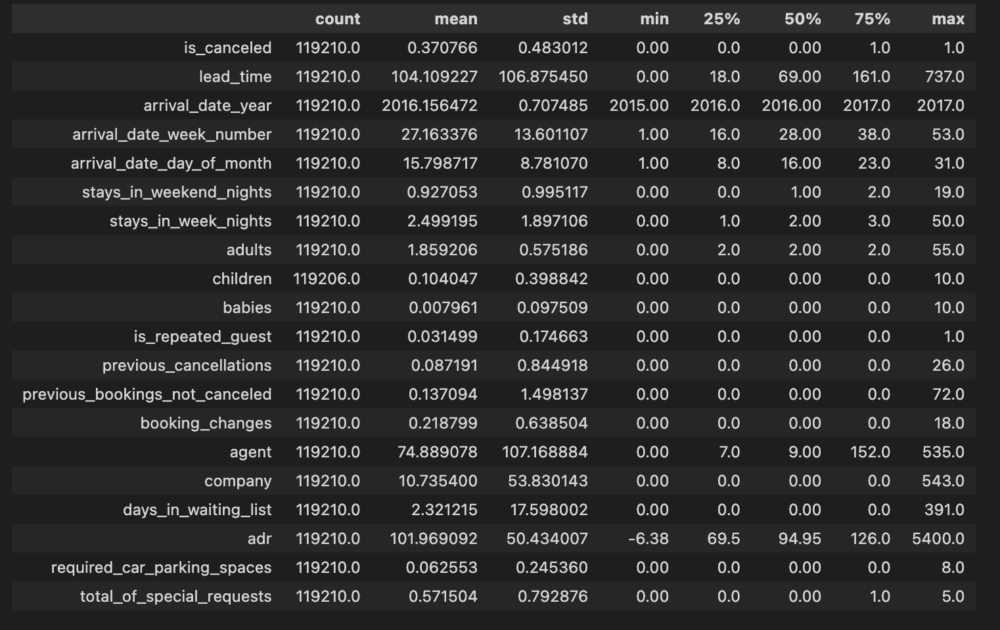 count mean std min 25% 50% 75% max
is_canceled 119210.0 0.370766 0.483012 0.00 0.0 0.00 1.0 1.0
lead_time 119210.0 104.109227 106.875450 0.00 18.0 69.00 161.0 737.0
arrival_date_year 119210.0 2016.156472 0.707485 2015.00 2016.0 2016.00 2017.0 2017.0
arrival_date_week_number 119210.0 27.163376 13.601107 1.00 16.0 28.00 38.0 53.0
arrival_date_day_of_month 119210.0 15.798717 8.781070 1.00 8.0 16.00 23.0 31.0
stays_in_weekend_nights 119210.0 0.927053 0.995117 0.00 0.0 1.00 2.0 19.0
stays_in_week_nights 119210.0 2.499195 1.897106 0.00 1.0 2.00 3.0 50.0
adults 119210.0 1.859206 0.575186 0.00 2.0 2.00 2.0 55.0
children 119206.0 0.104047 0.398842 0.00 0.0 0.00 0.0 10.0
babies 119210.0 0.007961 0.097509 0.00 0.0 0.00 0.0 10.0
is_repeated_guest 119210.0 0.031499 0.174663 0.00 0.0 0.00 0.0 1.0
previous_cancellations 119210.0 0.087191 0.844918 0.00 0.0 0.00 0.0 26.0
previous_bookings_not_canceled 119210.0 0.137094 1.498137 0.00 0.0 0.00 0.0 72.0
booking_changes 119210.0 0.218799 0.638504 0.00 0.0 0.00 0.0 18.0
agent 119210.0 74.889078 107.168884 0.00 7.0 9.00 152.0 535.0
company 119210.0 10.735400 53.830143 0.00 0.0 0.00 0.0 543.0
days_in_waiting_list 119210.0 2.321215 17.598002 0.00 0.0 0.00 0.0 391.0
adr 119210.0 101.969092 50.434007 -6.38 69.5 94.95 126.0 5400.0
required_car_parking_spaces 119210.0 0.062553 0.245360 0.00 0.0 0.00 0.0 8.0
total_of_special_requests 119210.0 0.571504 0.792876 0.00 0.0 0.00 1.0 5.0